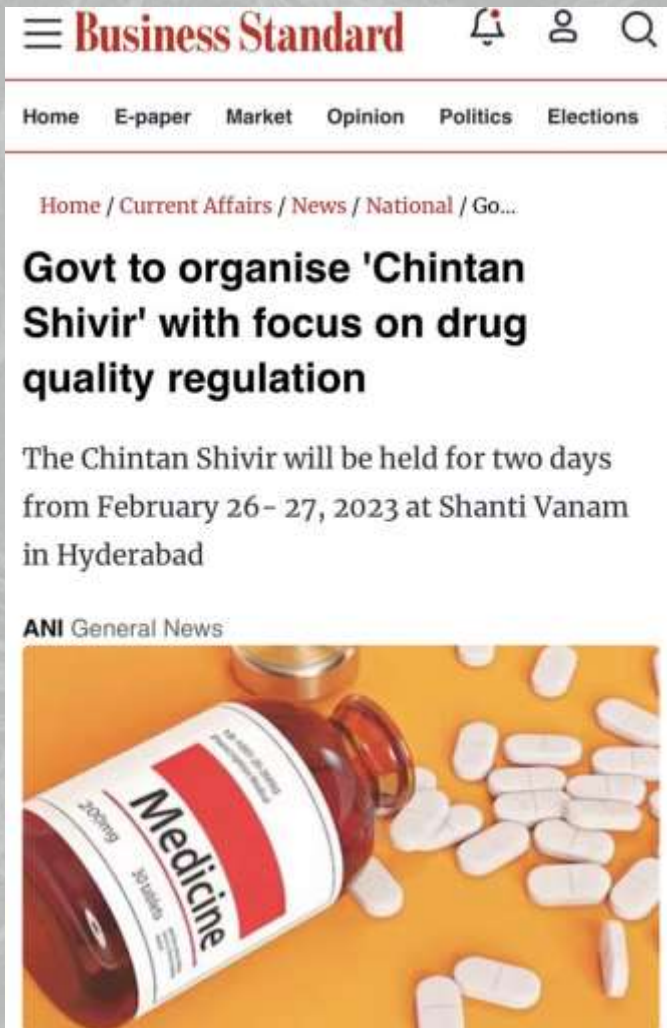 Business Standard
Home E-paper Market Opinion Politics Elections
Home / Current Affairs / News / National / Go...
Govt to organise 'Chintan
Shivir' with focus on drug
quality regulation
The Chintan Shivir will be held for two days
from February 26- 27, 2023 at Shanti Vanam
in Hyderabad
ANI General News
Medicine
200mg
30 tablets